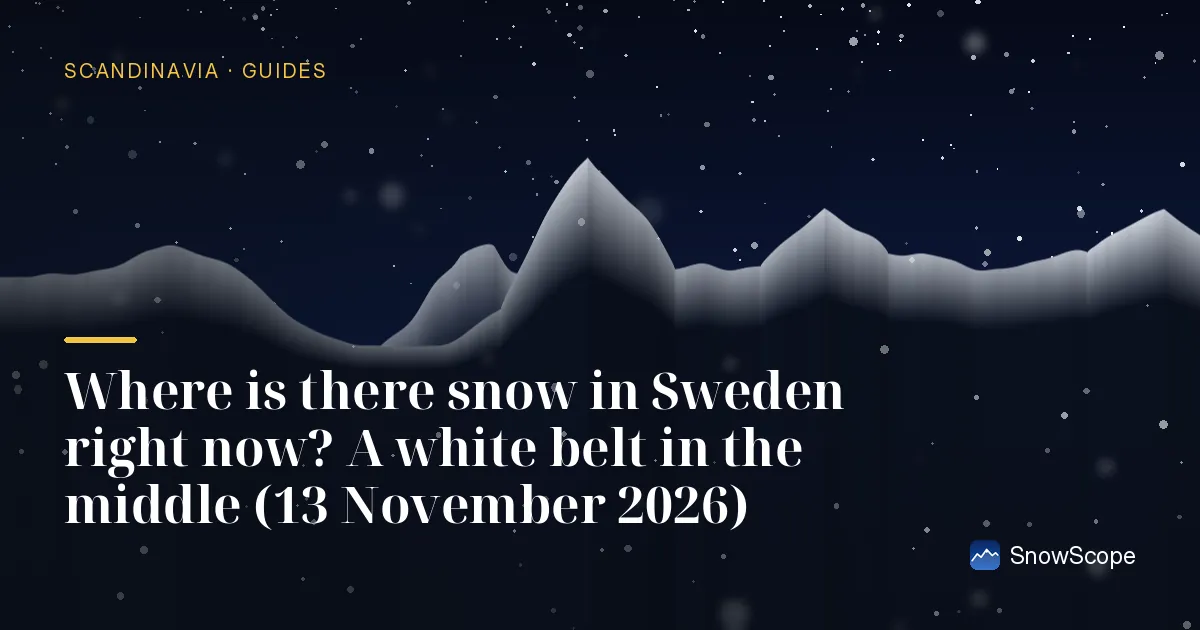 SCANDINAVIA · GUIDES
Where is there snow in Sweden
right now? A white belt in the
middle (13 November 2026)
SnowScope